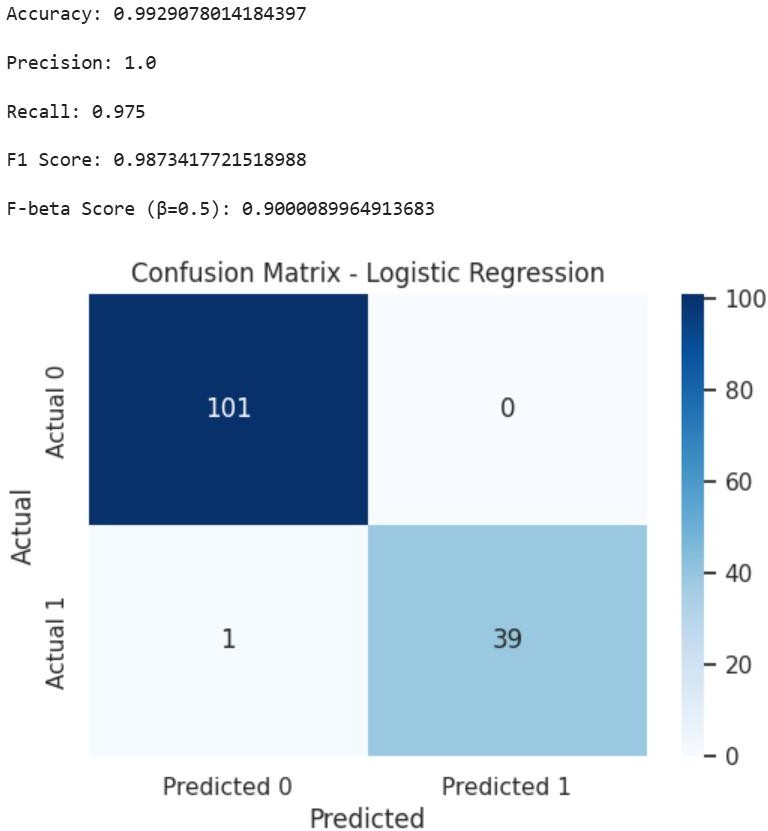 Accuracy: 0.9929078014184397
Precision: 1.0
Recall: 0.975
F1 Score: 0.9873417721518988
F-beta Score (β=0.5): 0.9000089964913683
Confusion Matrix - Logistic Regression
Actual
Actual 0
101
0
Actual 1
1
39
Predicted 0
Predicted 1
Predicted
100
80
60
40
20
0